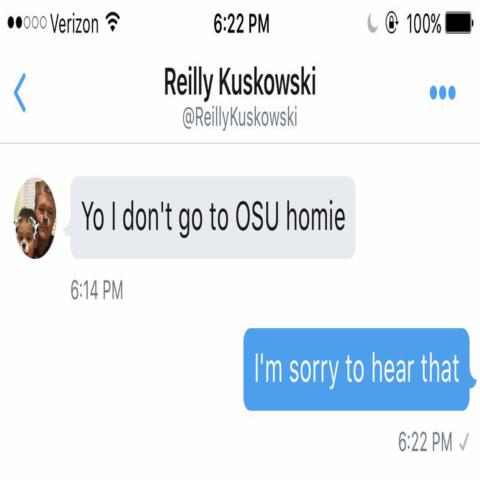 Verizon 6:22 PM 100%
Reilly Kuskowski
@ReillyKuskowski
Yo I don't go to OSU homie
6:14 PM
I'm sorry to hear that
6:22 PM